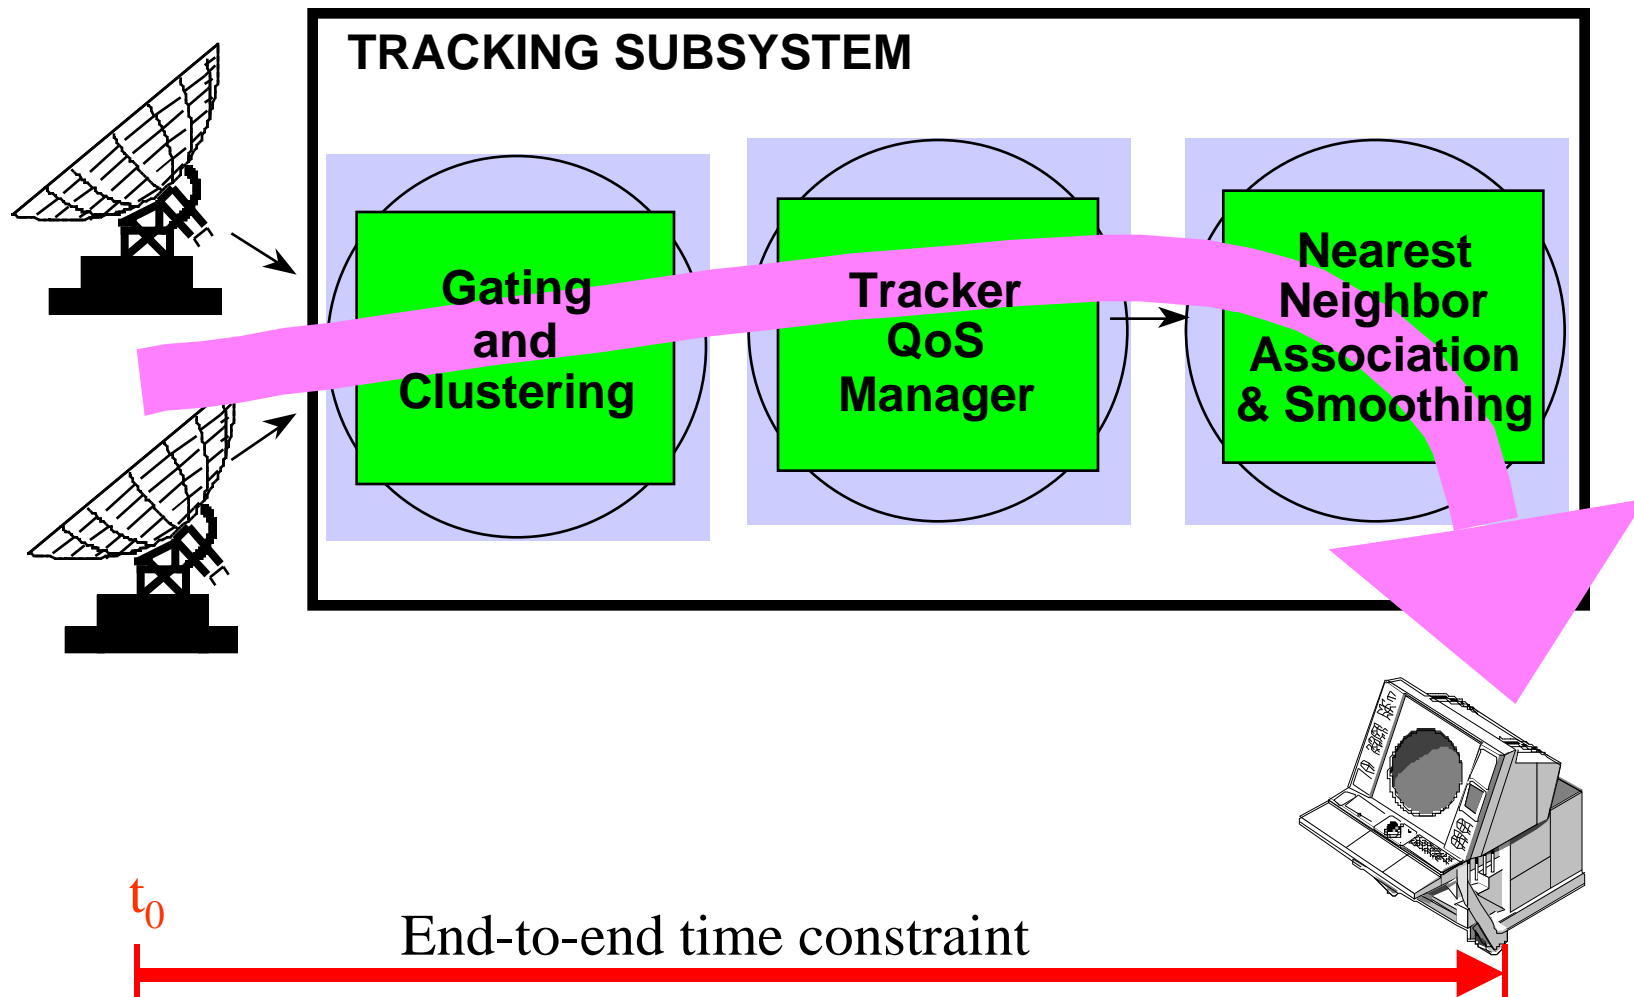 TRACKING SUBSYSTEM
Gating
and
Clustering
Tracker
QoS
Manager
Nearest
Neighbor
Association
& Smoothing
t0
End-to-end time constraint